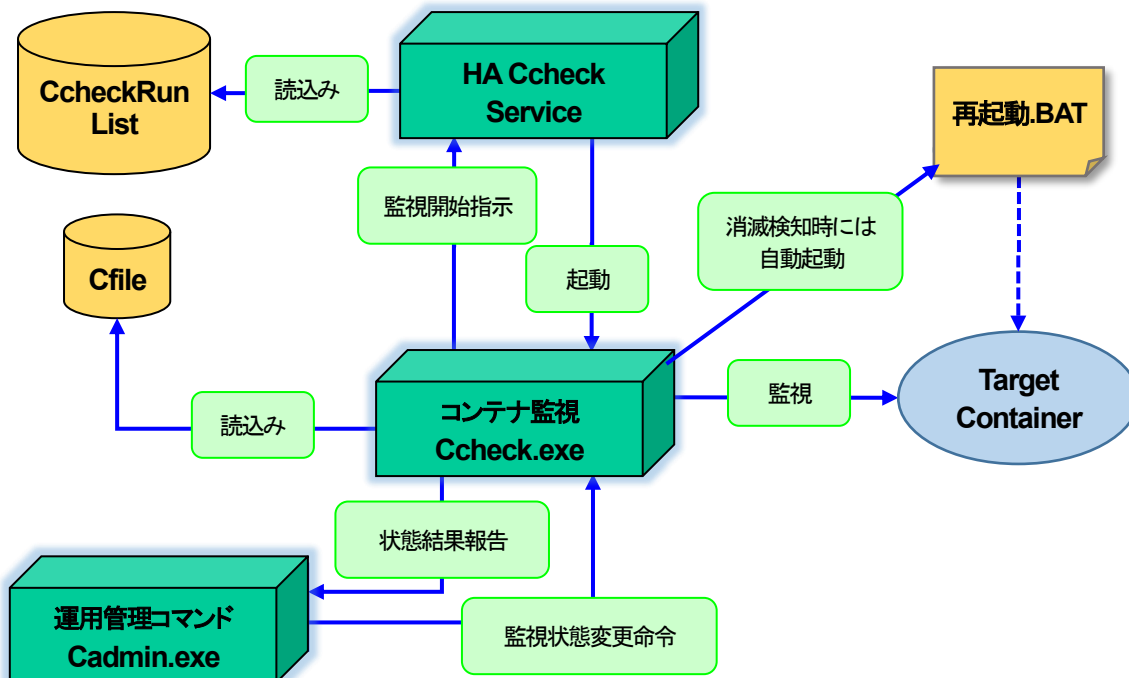 CcheckRun
List
読込み
HA Ccheck
Service
再起動.BAT
監視開始指示
消滅検知時には
自動起動
Cfile
起動
読込み
コンテナ監視
Ccheck.exe
監視
Target
Container
状態結果報告
運用管理コマンド
Cadmin.exe
監視状態変更命令